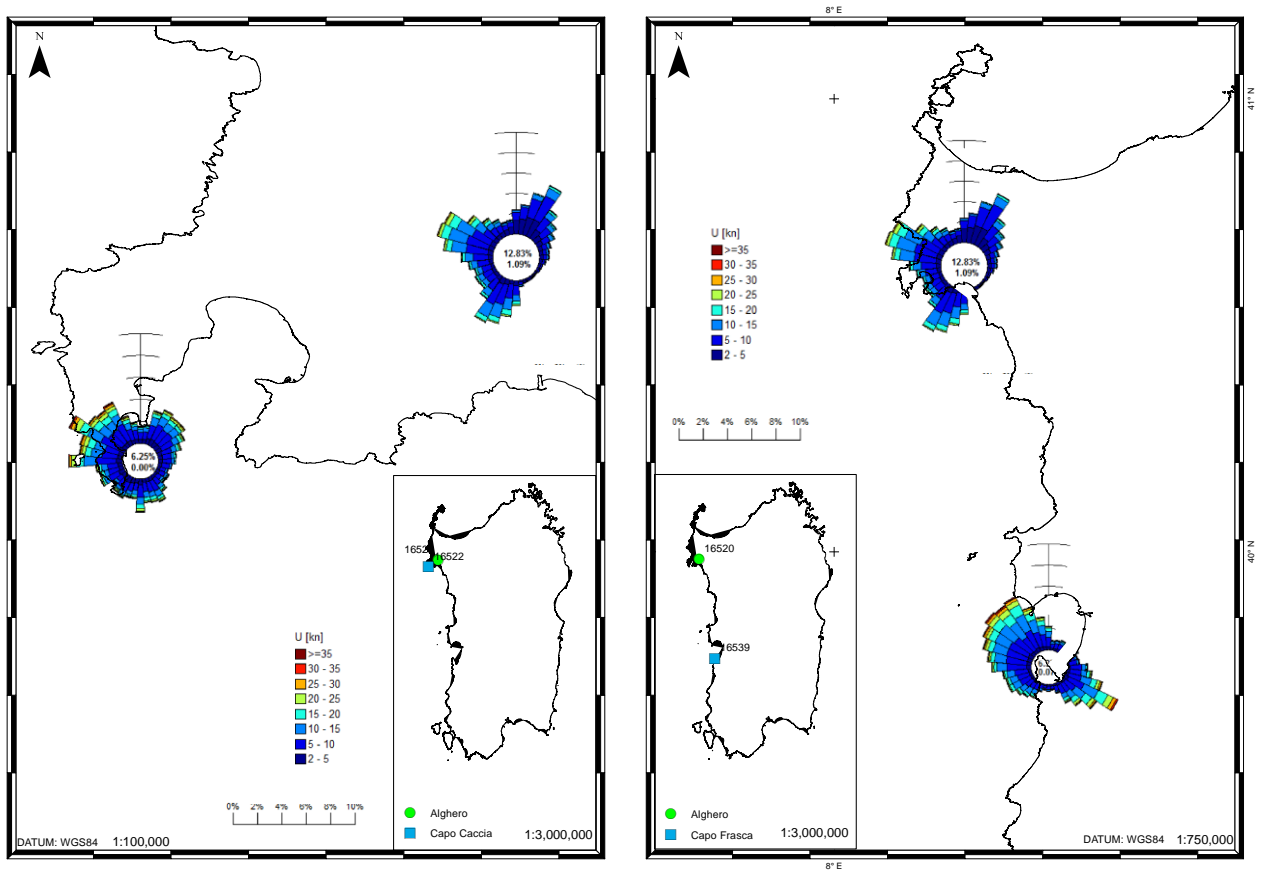 N
12.83%
1.09%
6.25%
0.00%
U [kn]
>=35
30 - 35
25 - 30
20 - 25
15 - 20
10 - 15
5 - 10
2 - 5
0% 2% 4% 6% 8% 10%
DATUM: WGS84 1:100,000
16522
Alghero
Capo Caccia
1:3,000,000
8° E
N
41° N
U [kn]
>=35
30 - 35
25 - 30
20 - 25
15 - 20
10 - 15
5 - 10
2 - 5
12.83%
1.09%
0% 2% 4% 6% 8% 10%
16520
40° N
16539
Alghero
Capo Frasca
1:3,000,000
DATUM: WGS84 1:750,000
8° E